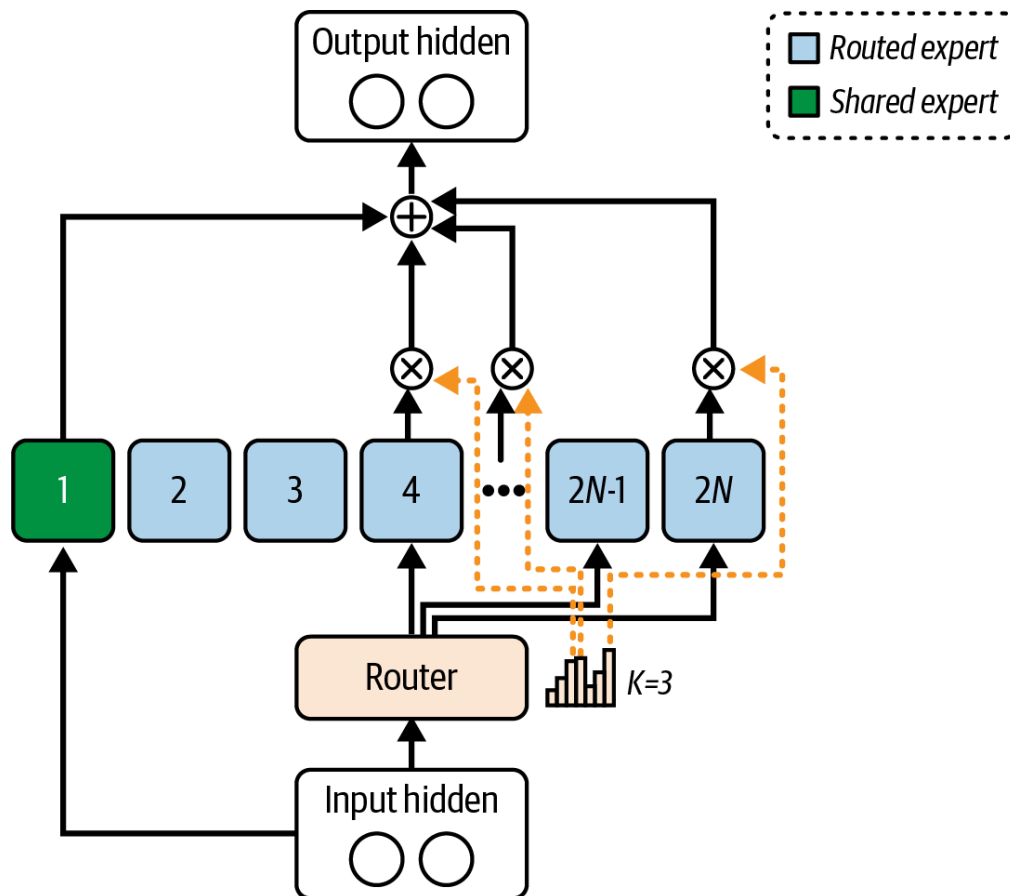 Output hidden
Routed expert
Shared expert
1
2
3
4
2N-1
2N
Router
K=3
Input hidden